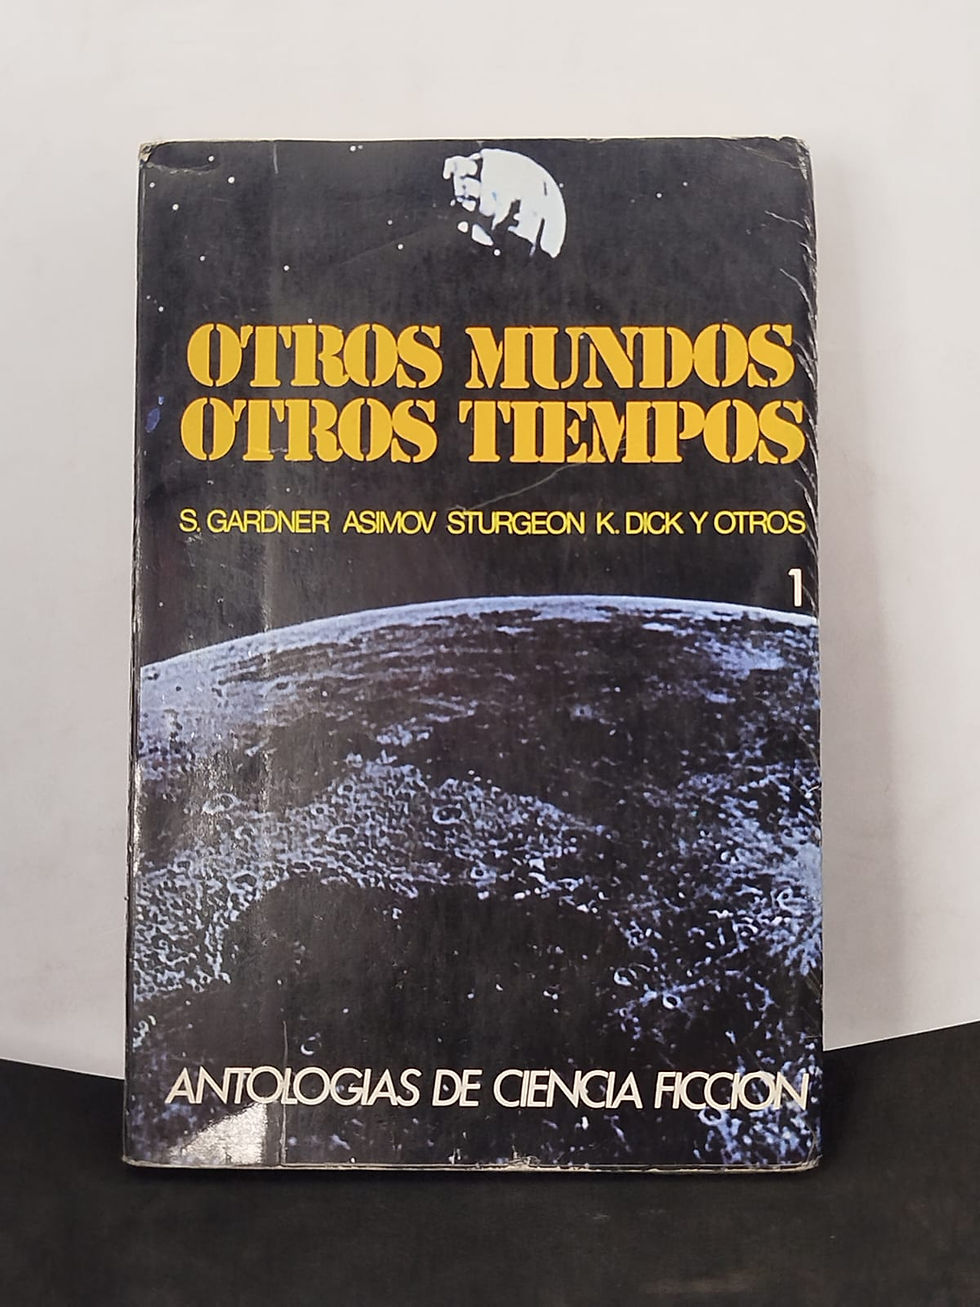 OTROS MUNDOS
OTROS TIEMPOS
S. GARDNER ASIMOV STURGEON K. DICK Y OTROS
1
ANTOLOGIAS DE CIENCIA FICCION